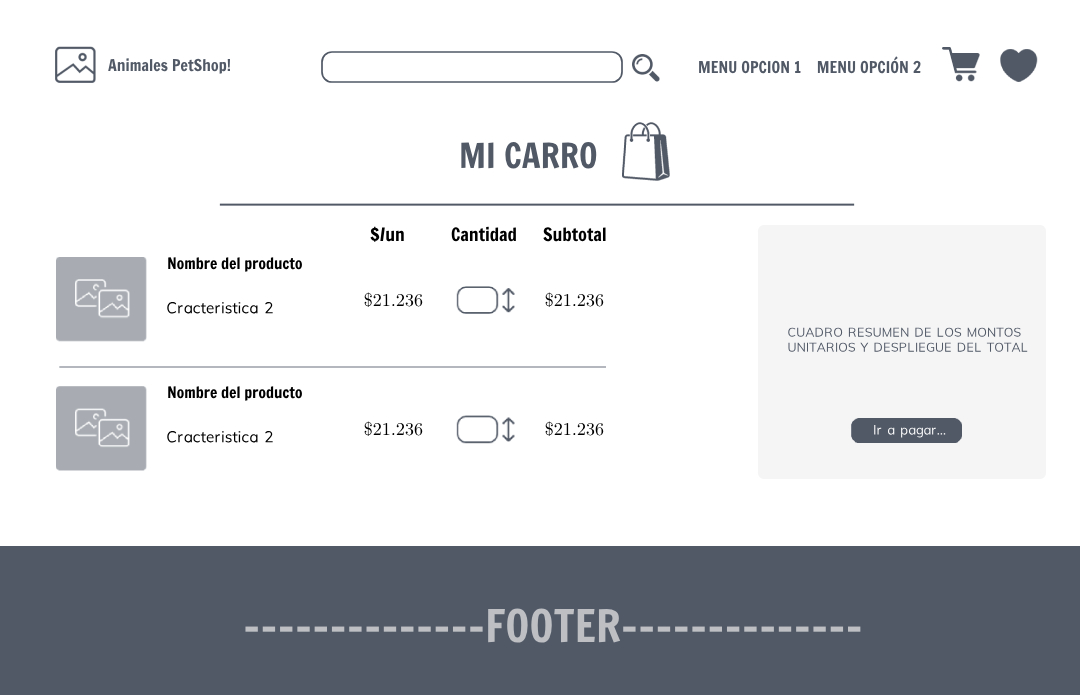 Animales PetShop!
MENU OPCION 1 MENU OPCIÓN 2
MI CARRO
$/un Cantidad Subtotal
Nombre del producto
Cracteristica 2 $21.236 $21.236
Nombre del producto
Cracteristica 2 $21.236 $21.236
CUADRO RESUMEN DE LOS MONTOS
UNITARIOS Y DESPLIEGUE DEL TOTAL
Ir a pagar...
--------------FOOTER--------------